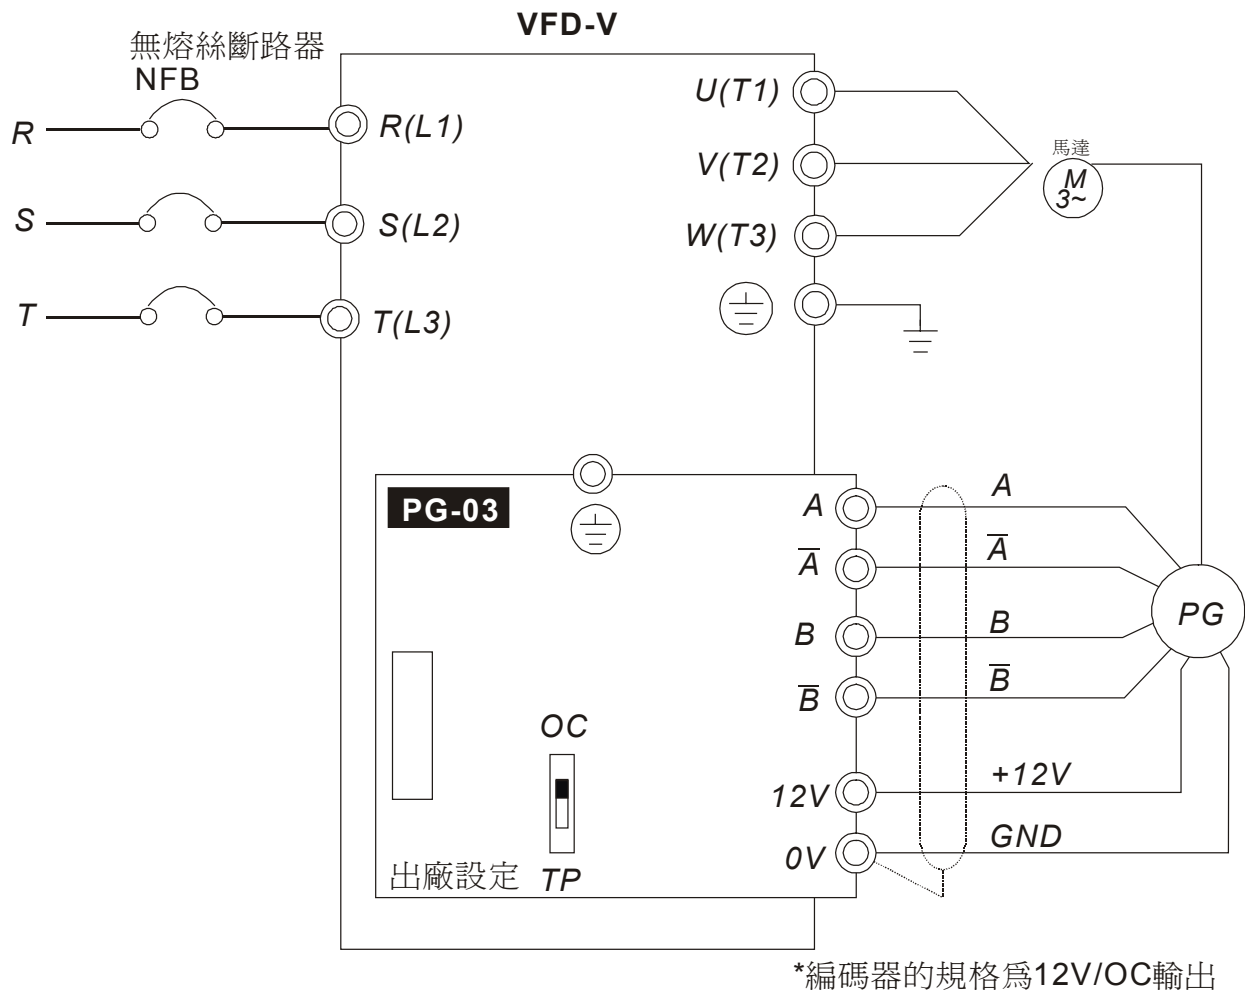 VFD-V
無熔絲斷路器
NFB
R
R(L1)
S
S(L2)
T
T(L3)
U(T1)
V(T2)
W(T3)
馬達
M
3~
PG-03
A
A
A̅
A̅
B
B
B̅
B̅
PG
OC
12V
+12V
0V
GND
出廠設定
TP
*編碼器的規格爲12V/OC輸出